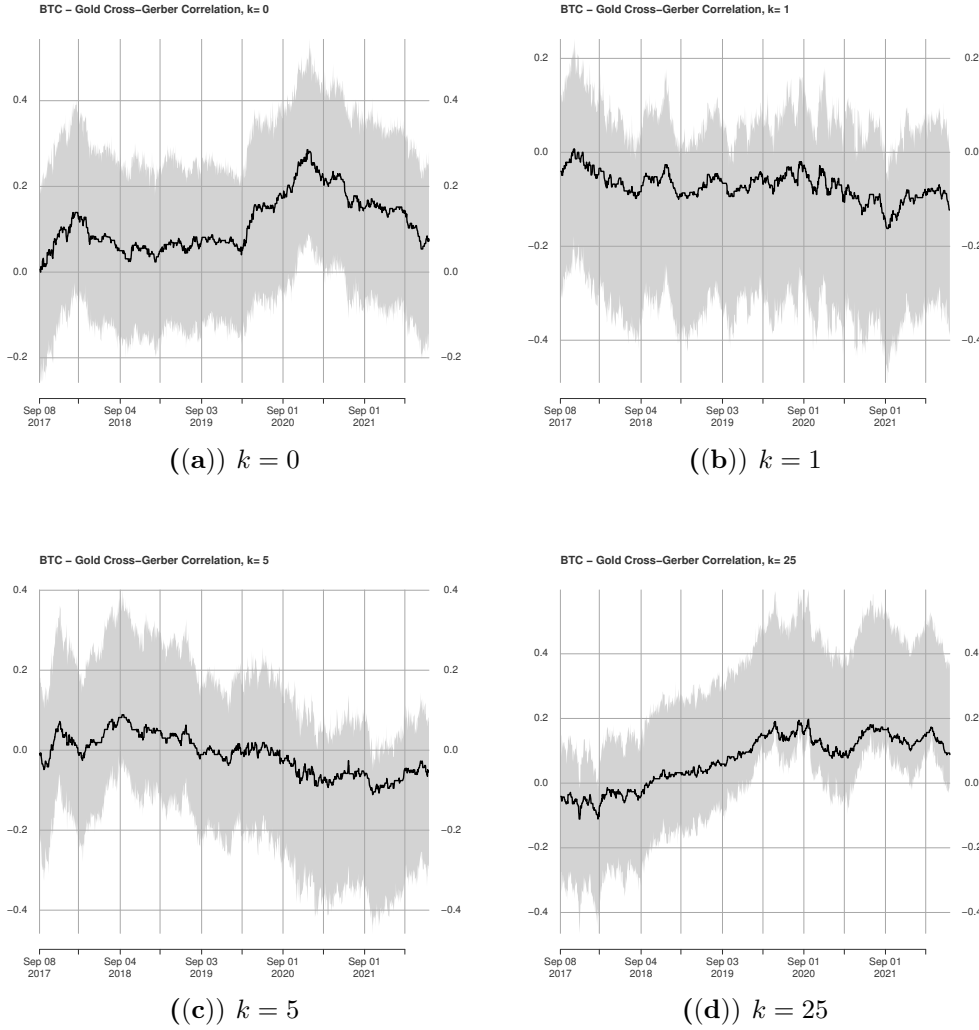 BTC − Gold Cross−Gerber Correlation, k= 0
0.4 0.4
0.2 0.2
0.0 0.0
−0.2 −0.2
Sep 08 2017 Sep 04 2018 Sep 03 2019 Sep 01 2020 Sep 01 2021
((a)) k = 0
BTC − Gold Cross−Gerber Correlation, k= 1
0.2 0.2
0.0 0.0
−0.2 −0.2
−0.4 −0.4
Sep 08 2017 Sep 04 2018 Sep 03 2019 Sep 01 2020 Sep 01 2021
((b)) k = 1
BTC − Gold Cross−Gerber Correlation, k= 5
0.4 0.4
0.2 0.2
0.0 0.0
−0.2 −0.2
−0.4 −0.4
Sep 08 2017 Sep 04 2018 Sep 03 2019 Sep 01 2020 Sep 01 2021
((c)) k = 5
BTC − Gold Cross−Gerber Correlation, k= 25
0.4 0.4
0.2 0.2
0.0 0.0
−0.2 −0.2
−0.4 −0.4
Sep 08 2017 Sep 04 2018 Sep 03 2019 Sep 01 2020 Sep 01 2021
((d)) k = 25